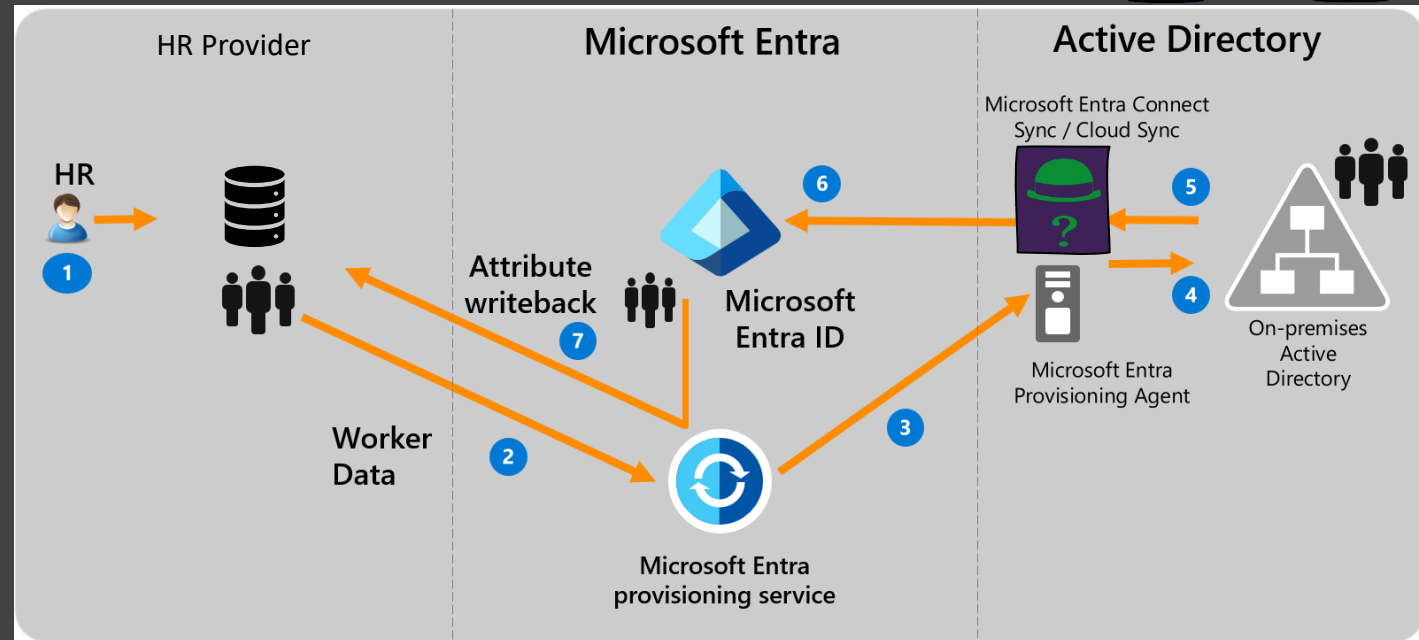 HR Provider
Microsoft Entra
Active Directory
Microsoft Entra Connect
Sync / Cloud Sync
HR
1
6
5
?
4
Attribute
writeback
7
Microsoft
Entra ID
On-premises
Active
Directory
Microsoft Entra
Provisioning Agent
3
Worker
Data
2
Microsoft Entra
provisioning service